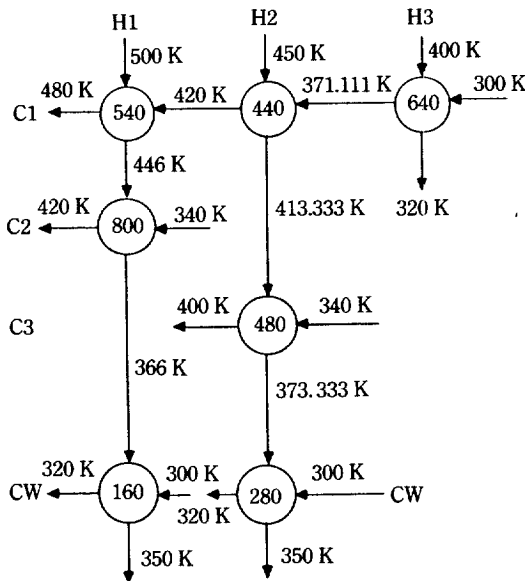 H1 H2 H3
500 K 450 K 400 K
C1 480 K 540 420 K 440 371.111 K 640 300 K
446 K 413.333 K 320 K
C2 420 K 800 340 K
C3 400 K 480 340 K
366 K 373.333 K
CW 320 K 160 300 K 320 K 280 300 K CW
350 K 350 K